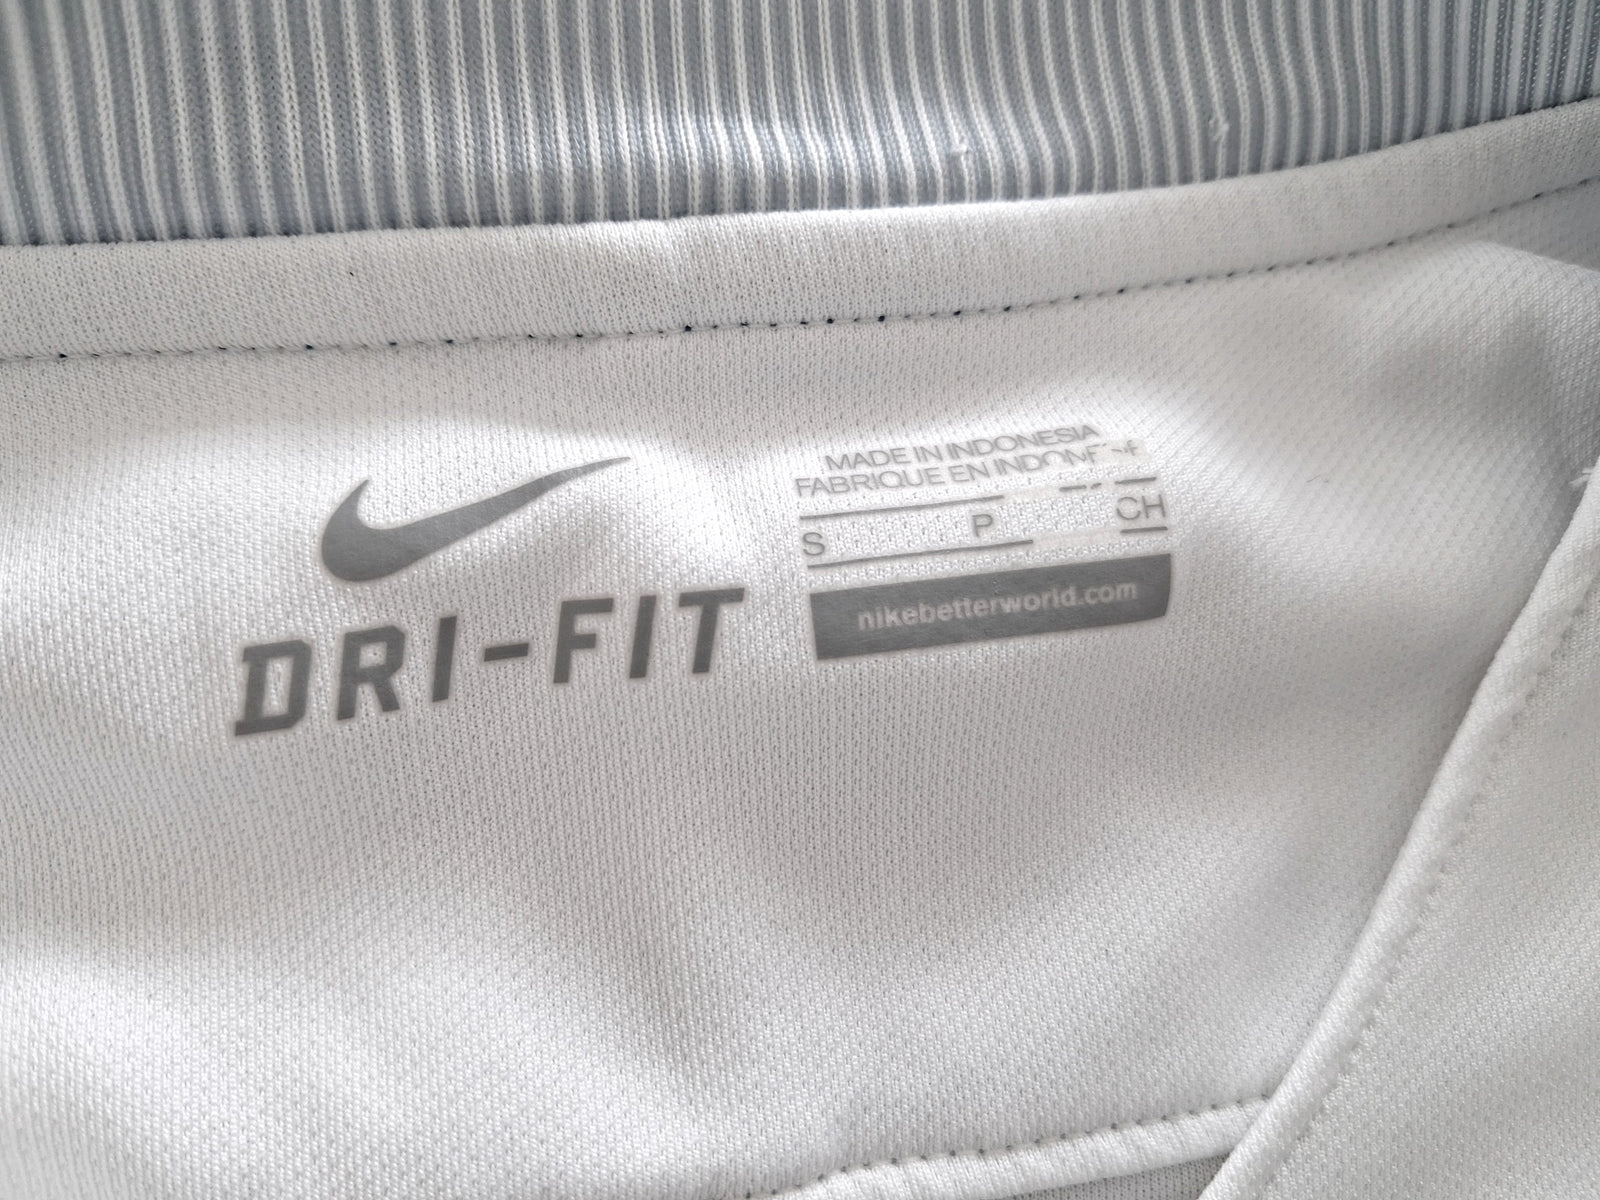 DRI-FIT
MADE IN INDONESIA
FABRIQUE EN
S P CH
nikebetterworld.com